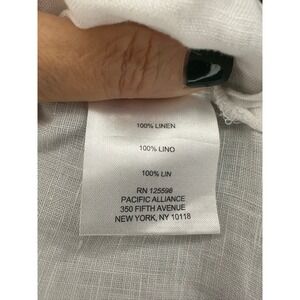 100% LINEN
100% LINO
100% LIN
RN 125598
PACIFIC ALLIANCE
350 FIFTH AVENUE
NEW YORK, NY 10118